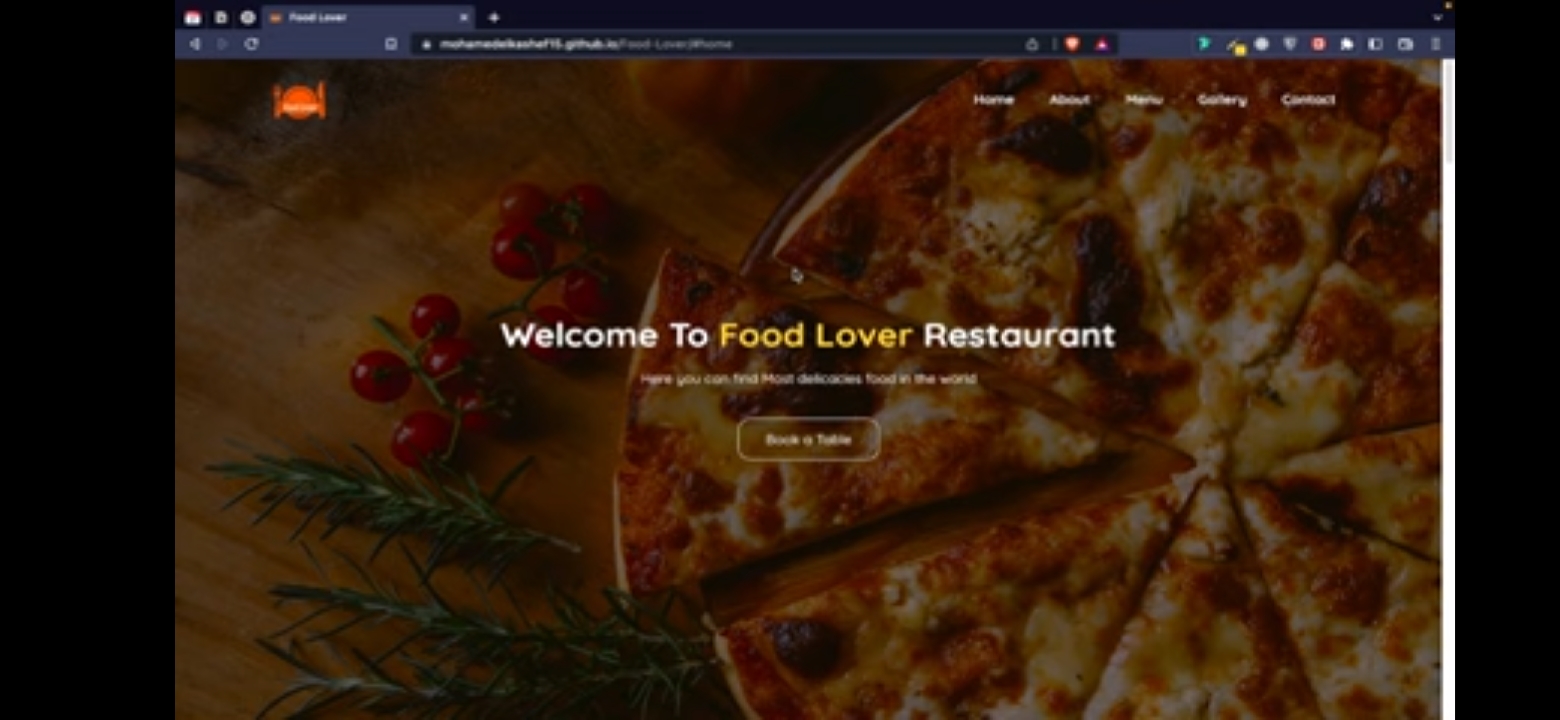 Food Lover
mohamedelkashef15.github.io/Food-Lover/#home
Home About Menu Gallery Contact
Welcome To Food Lover Restaurant
Here you can find Most delicacies food in the world
Book a Table